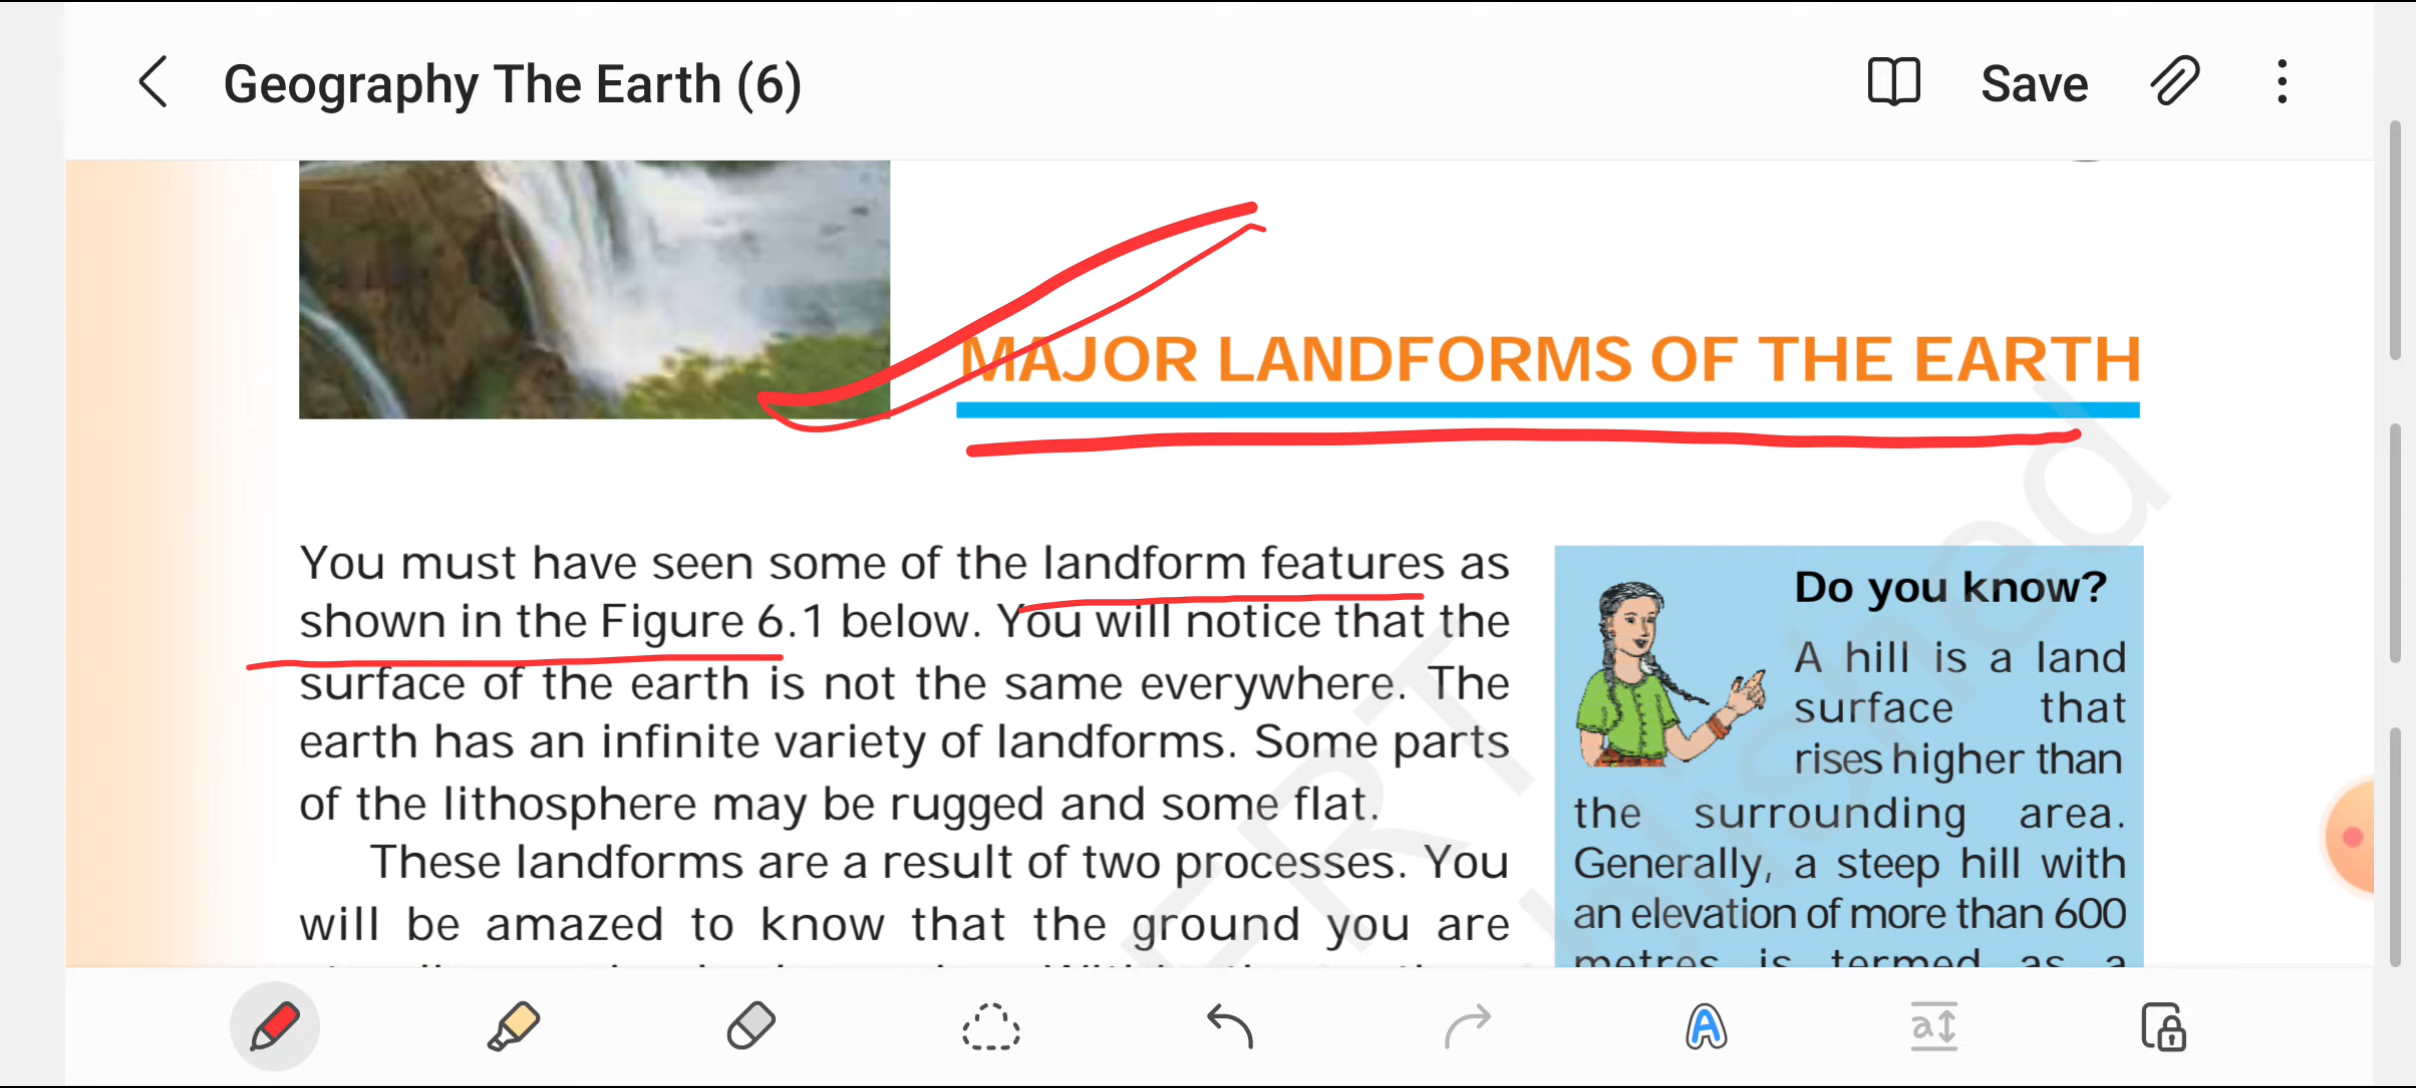 Geography The Earth (6)
Save
MAJOR LANDFORMS OF THE EARTH
You must have seen some of the landform features as
shown in the Figure 6.1 below. You will notice that the
surface of the earth is not the same everywhere. The
earth has an infinite variety of landforms. Some parts
of the lithosphere may be rugged and some flat.
These landforms are a result of two processes. You
will be amazed to know that the ground you are
Do you know?
A hill is a land
surface that
rises higher than
the surrounding area.
Generally, a steep hill with
an elevation of more than 600
metres is termed as a